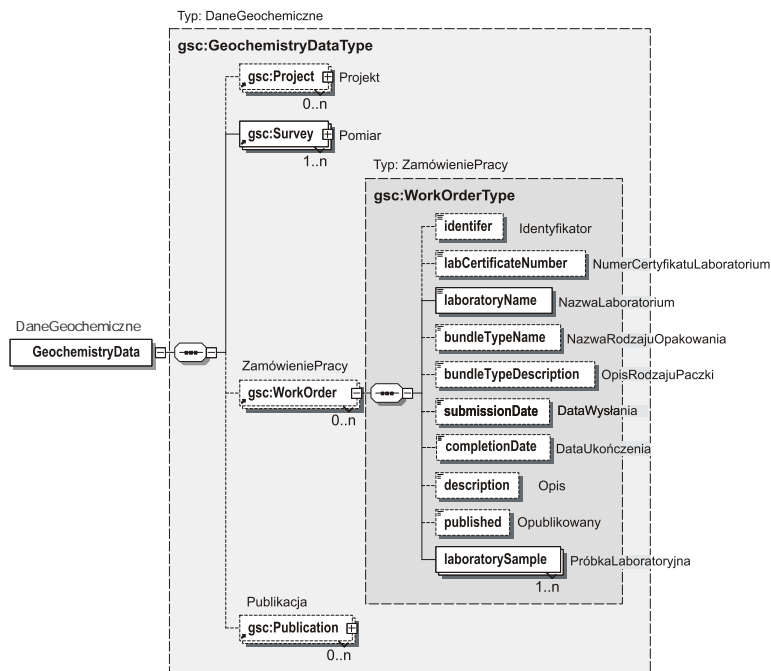 Typ: DaneGeochemiczne
gsc:GeochemistryDataType
gsc:Project Projekt
0..n
gsc:Survey Pomiar
1..n
Typ: ZamówieniePracy
gsc:WorkOrderType
identifer Identyfikator
labCertificateNumber NumerCertyfikatuLaboratorium
laboratoryName NazwaLaboratorium
DaneGeochemiczne
GeochemistryData
bundleTypeName NazwaRodzajuOpakowania
ZamówieniePracy
gsc:WorkOrder
0..n
bundleTypeDescription OpisRodzajuPaczki
submissionDate DataWysłania
completionDate DataUkończenia
description Opis
published Opublikowany
laboratorySample PróbkaLaboratoryjna
1..n
Publikacja
gsc:Publication
0..n